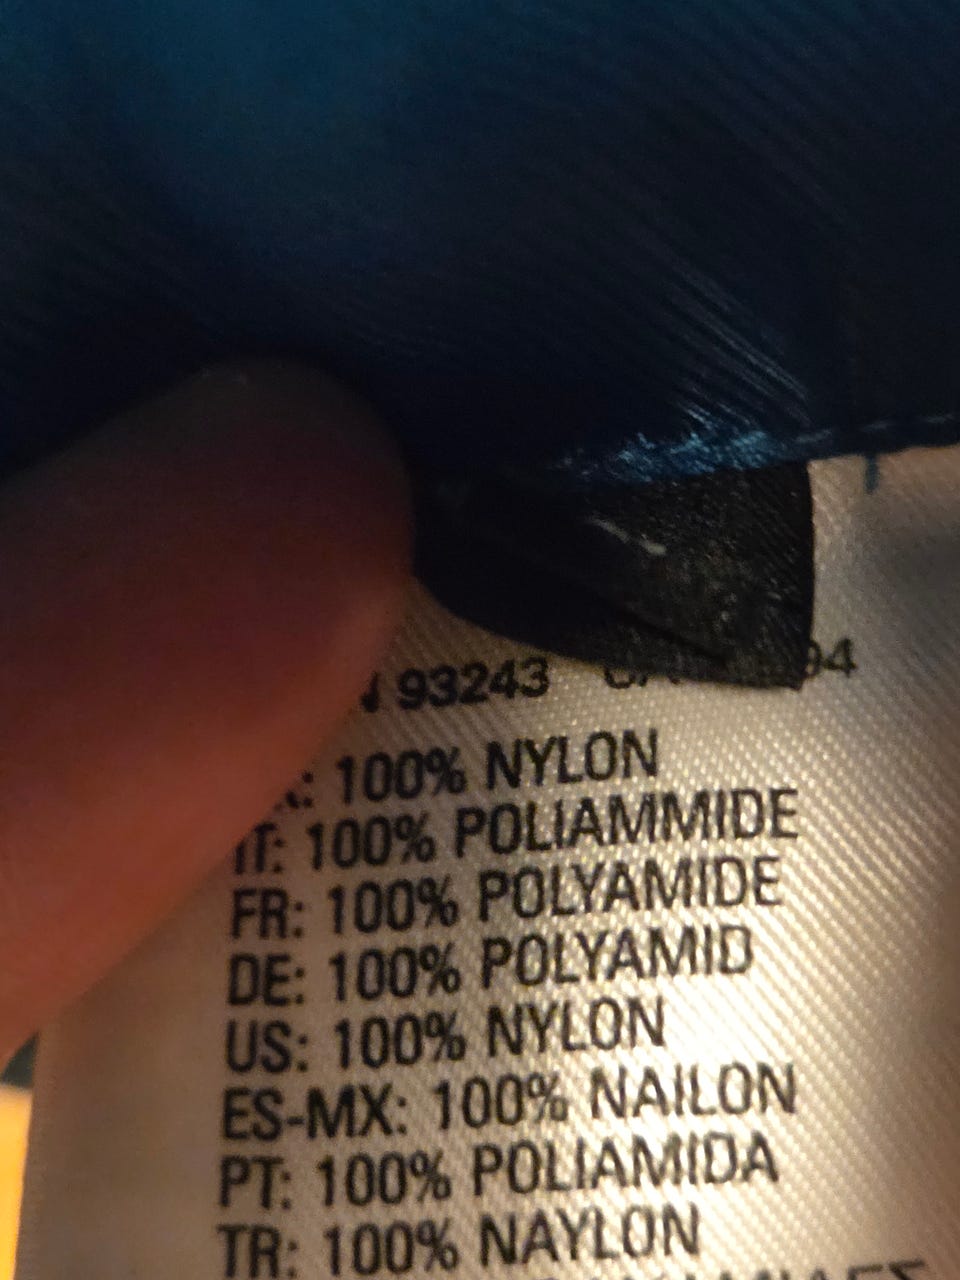 93243
100% NYLON
IT: 100% POLIAMMIDE
FR: 100% POLYAMIDE
DE: 100% POLYAMID
US: 100% NYLON
ES-MX: 100% NAILON
PT: 100% POLIAMIDA
TR: 100% NAYLON